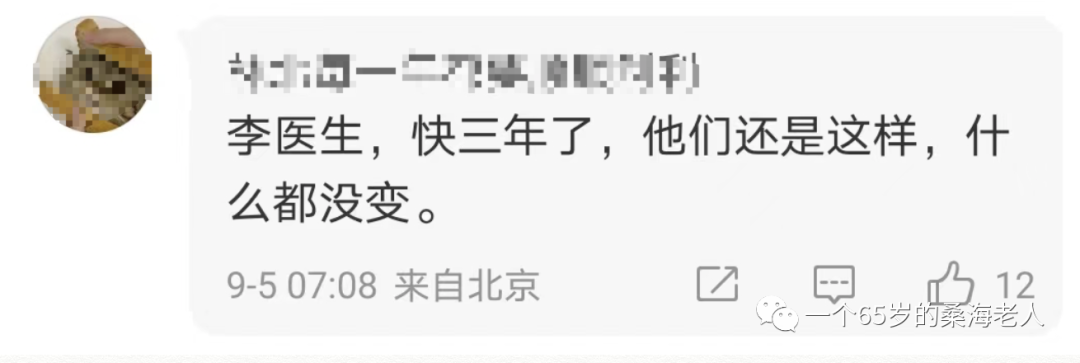 李医生，快三年了，他们还是这样，什
么都没变。
9-5 07:08 来自北京
12
一个65岁的桑海老人